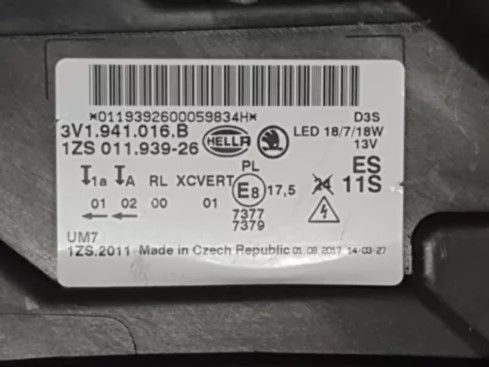 *0119392600059834H*
D3S
3V1.941.016.B HELLA LED 18/7/18W
1ZS 011.939-26 13V
PL ES
1a A RL XCVERT E8 17,5 24 11S
01 02 00 01 7377
7379
UM7
1ZS.2011 Made in Czech Republic 01.08.2017 14:03:27